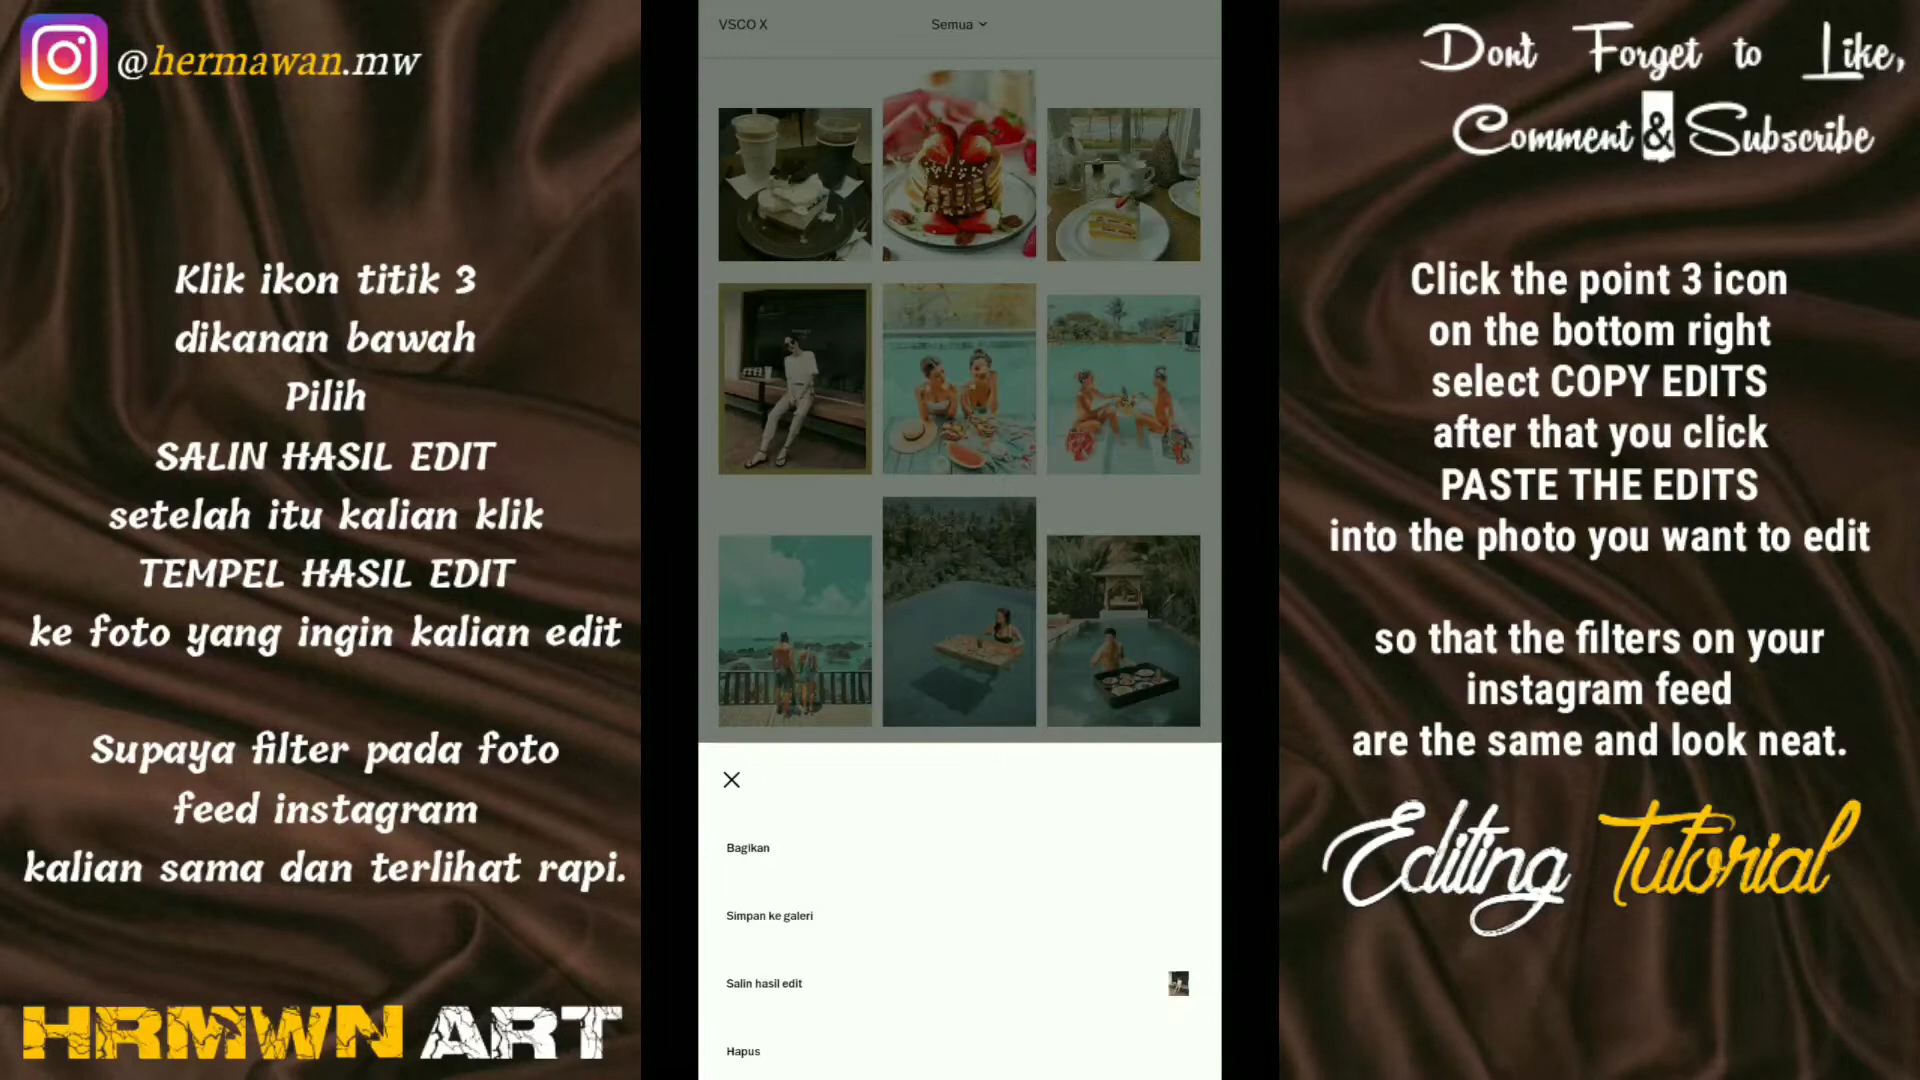 @hermawan.mw
Klik ikon titik 3
dikanan bawah
Pilih
SALIN HASIL EDIT
setelah itu kalian klik
TEMPEL HASIL EDIT
ke foto yang ingin kalian edit
Supaya filter pada foto
feed instagram
kalian sama dan terlihat rapi.
HRMWN ART
VSCO X
Semua
Bagikan
Simpan ke galeri
Salin hasil edit
Hapus
Dont Forget to Like,
Comment & Subscribe
Click the point 3 icon
on the bottom right
select COPY EDITS
after that you click
PASTE THE EDITS
into the photo you want to edit
so that the filters on your
instagram feed
are the same and look neat.
Editing Tutorial